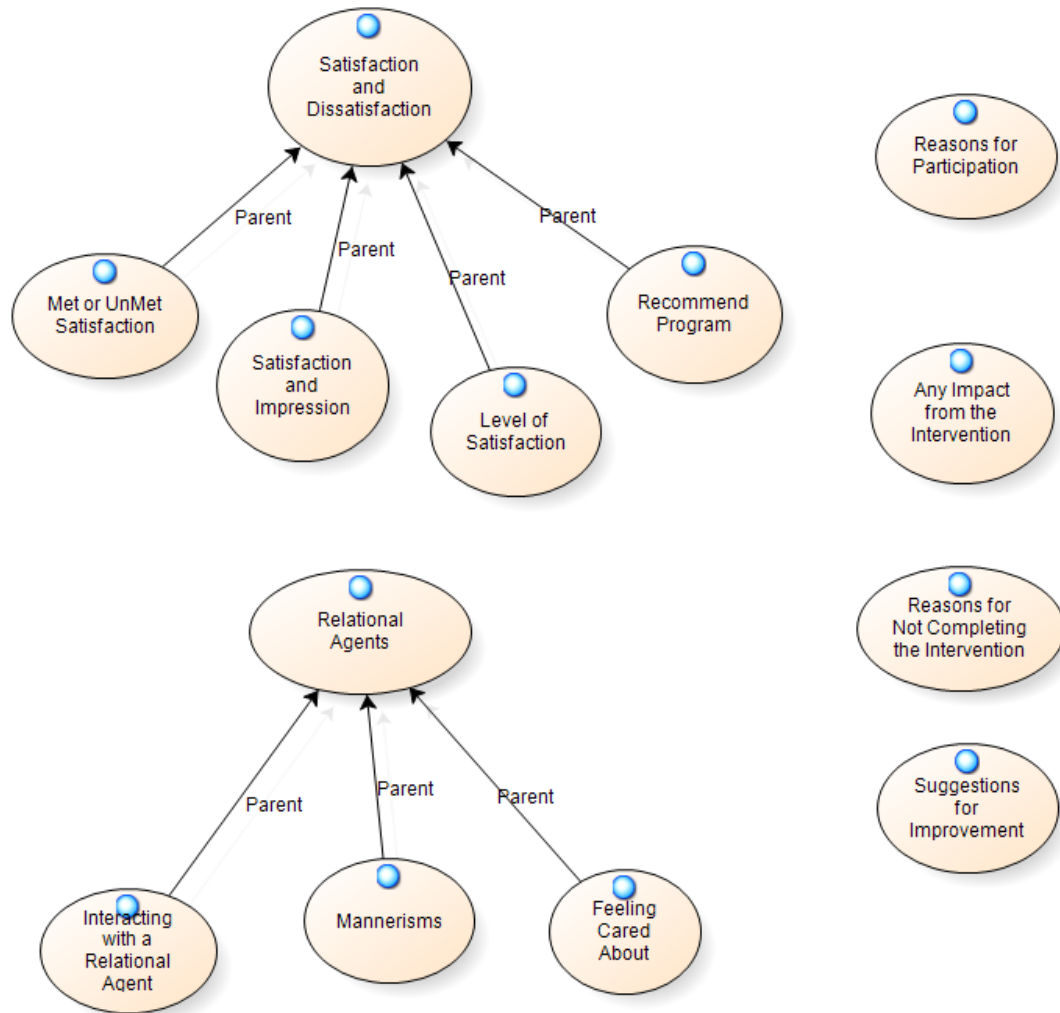 Satisfaction
and
Dissatisfaction
Reasons for
Participation
Parent
Parent
Parent
Parent
Met or UnMet
Satisfaction
Satisfaction
and
Impression
Level of
Satisfaction
Recommend
Program
Any Impact
from the
Intervention
Relational
Agents
Reasons for
Not Completing
the Intervention
Parent
Parent
Parent
Suggestions
for
Improvement
Interacting
with a
Relational
Agent
Mannerisms
Feeling
Cared
About